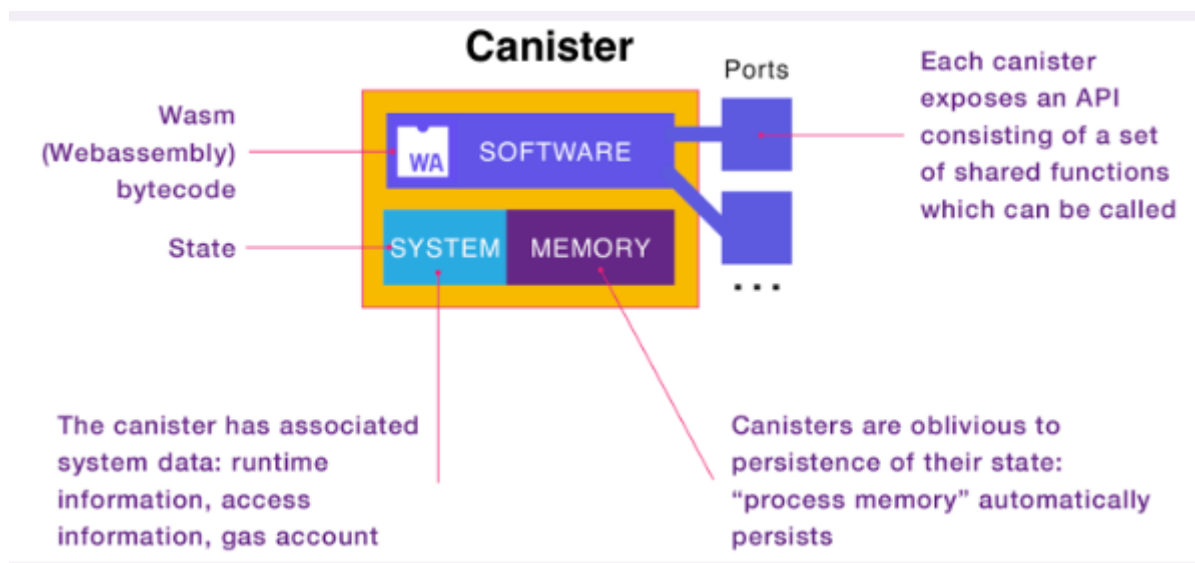 Canister
Ports
Wasm
(Webassembly)
bytecode
WA
SOFTWARE
Each canister
exposes an API
consisting of a set
of shared functions
which can be called
State
SYSTEM
MEMORY
...
The canister has associated
system data: runtime
information, access
information, gas account
Canisters are oblivious to
persistence of their state:
“process memory” automatically
persists